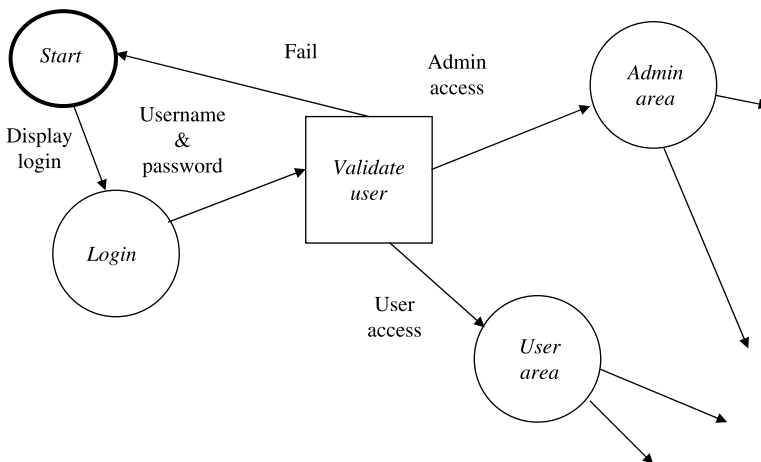 Start
Fail
Admin
access
Admin
area
Display
login
Username
&
password
Validate
user
Login
User
access
User
area